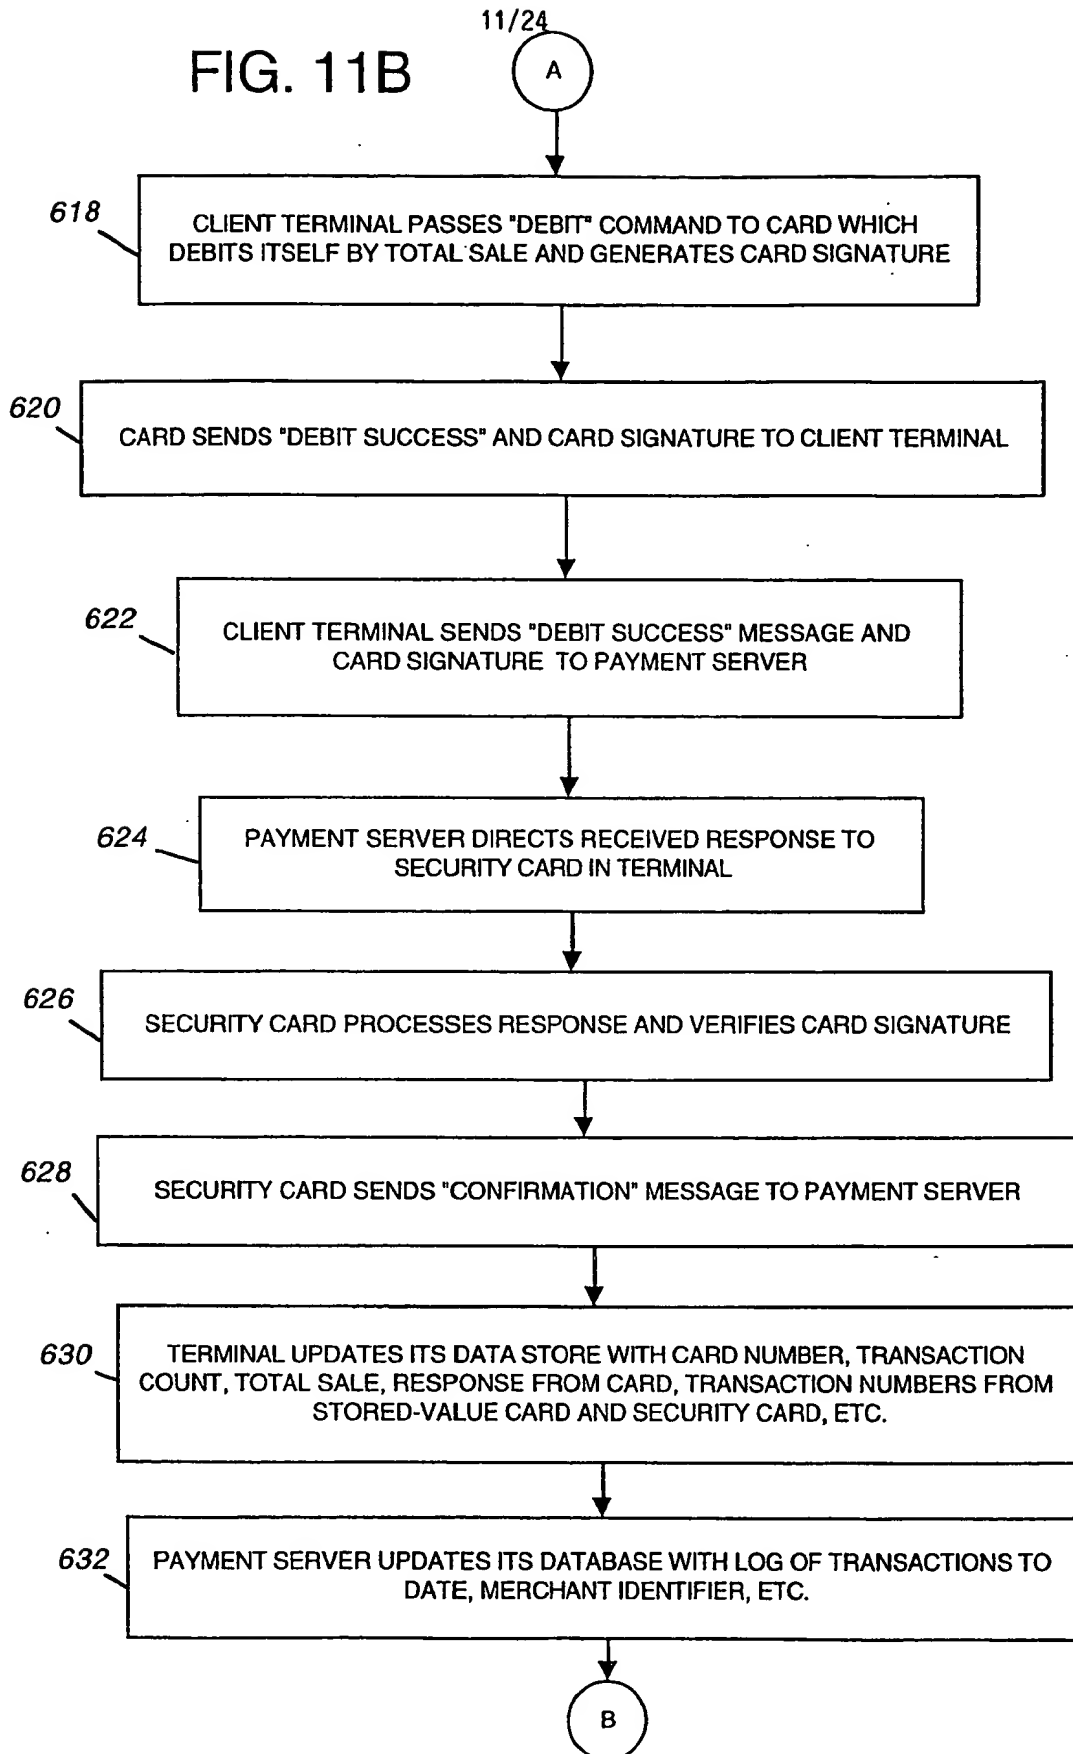 11/24
FIG. 11B
A
618
CLIENT TERMINAL PASSES "DEBIT" COMMAND TO CARD WHICH
DEBITS ITSELF BY TOTAL SALE AND GENERATES CARD SIGNATURE
620
CARD SENDS "DEBIT SUCCESS" AND CARD SIGNATURE TO CLIENT TERMINAL
622
CLIENT TERMINAL SENDS "DEBIT SUCCESS" MESSAGE AND
CARD SIGNATURE TO PAYMENT SERVER
624
PAYMENT SERVER DIRECTS RECEIVED RESPONSE TO
SECURITY CARD IN TERMINAL
626
SECURITY CARD PROCESSES RESPONSE AND VERIFIES CARD SIGNATURE
628
SECURITY CARD SENDS "CONFIRMATION" MESSAGE TO PAYMENT SERVER
630
TERMINAL UPDATES ITS DATA STORE WITH CARD NUMBER, TRANSACTION
COUNT, TOTAL SALE, RESPONSE FROM CARD, TRANSACTION NUMBERS FROM
STORED-VALUE CARD AND SECURITY CARD, ETC.
632
PAYMENT SERVER UPDATES ITS DATABASE WITH LOG OF TRANSACTIONS TO
DATE, MERCHANT IDENTIFIER, ETC.
B